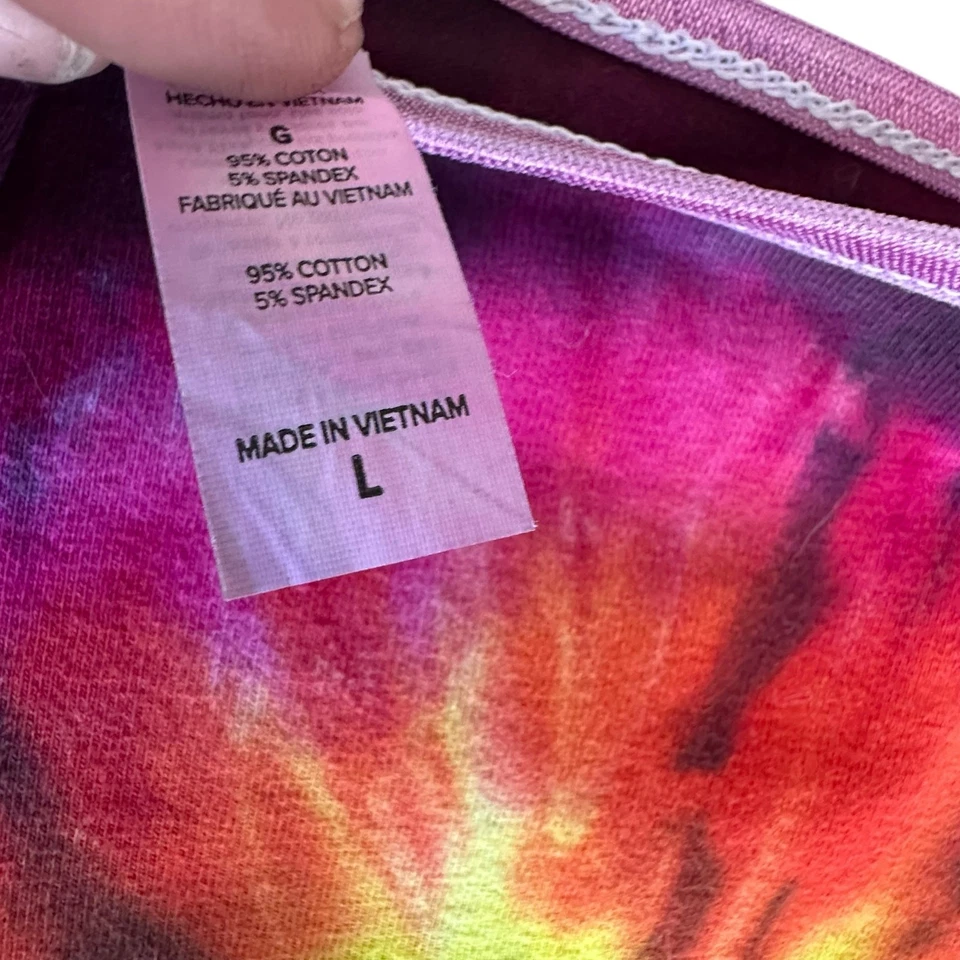 HECHO EN VIETNAM
G
95% COTON
5% SPANDEX
FABRIQUÉ AU VIETNAM
95% COTTON
5% SPANDEX
MADE IN VIETNAM
L